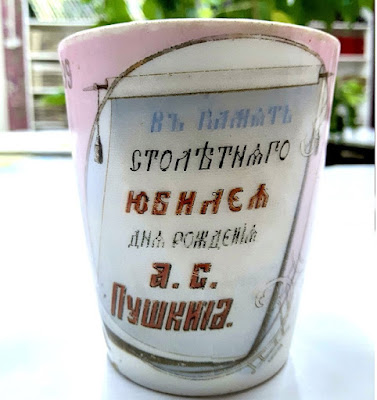 ВЪ ПАМЯТЬ
СТОЛѢТНЯГО
ЮБИЛЕЯ
ДНЯ РОЖДЕНІЯ
А. С.
ПУШКИНА.